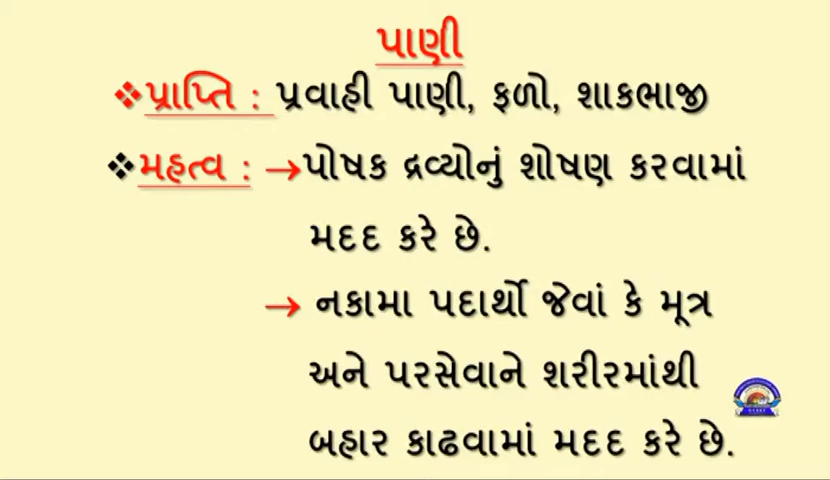 પાણી
❖પ્રાપ્તિ : પ્રવાહી પાણી, ફળો, શાકભાજી
❖મહત્વ : →પોષક દ્રવ્યોનું શોષણ કરવામાં
મદદ કરે છે.
→ નકામા પદાર્થો જેવાં કે મૂત્ર
અને પરસેવાને શરીરમાંથી
બહાર કાઢવામાં મદદ કરે છે.